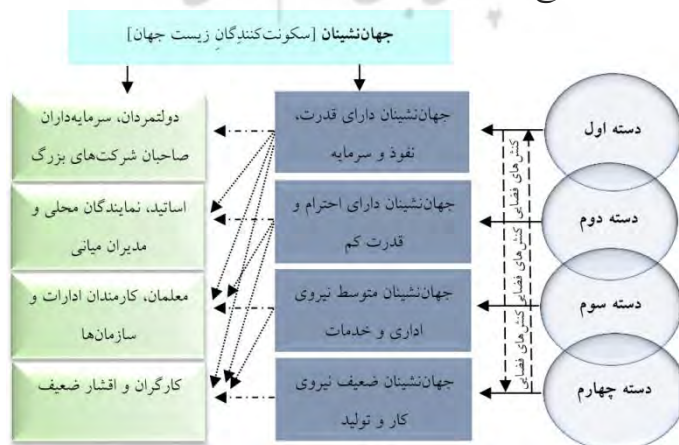 جهان‌نشینان [سکونت‌کنندگانِ زیست جهان]
دسته اول
جهان‌نشینان دارای قدرت،
نفوذ و سرمایه
دولتمردان، سرمایه‌داران
صاحبان شرکت‌های بزرگ
دسته دوم
جهان‌نشینان دارای احترام و
قدرت کم
اساتید، نمایندگان محلی و
مدیران میانی
دسته سوم
جهان‌نشینان متوسط نیروی
اداری و خدمات
معلمان، کارمندان ادارات و
سازمان‌ها
دسته چهارم
جهان‌نشینان ضعیف نیروی
کار و تولید
کارگران و اقشار ضعیف
کنش‌های فضایی
کنش‌های فضایی
کنش‌های فضایی